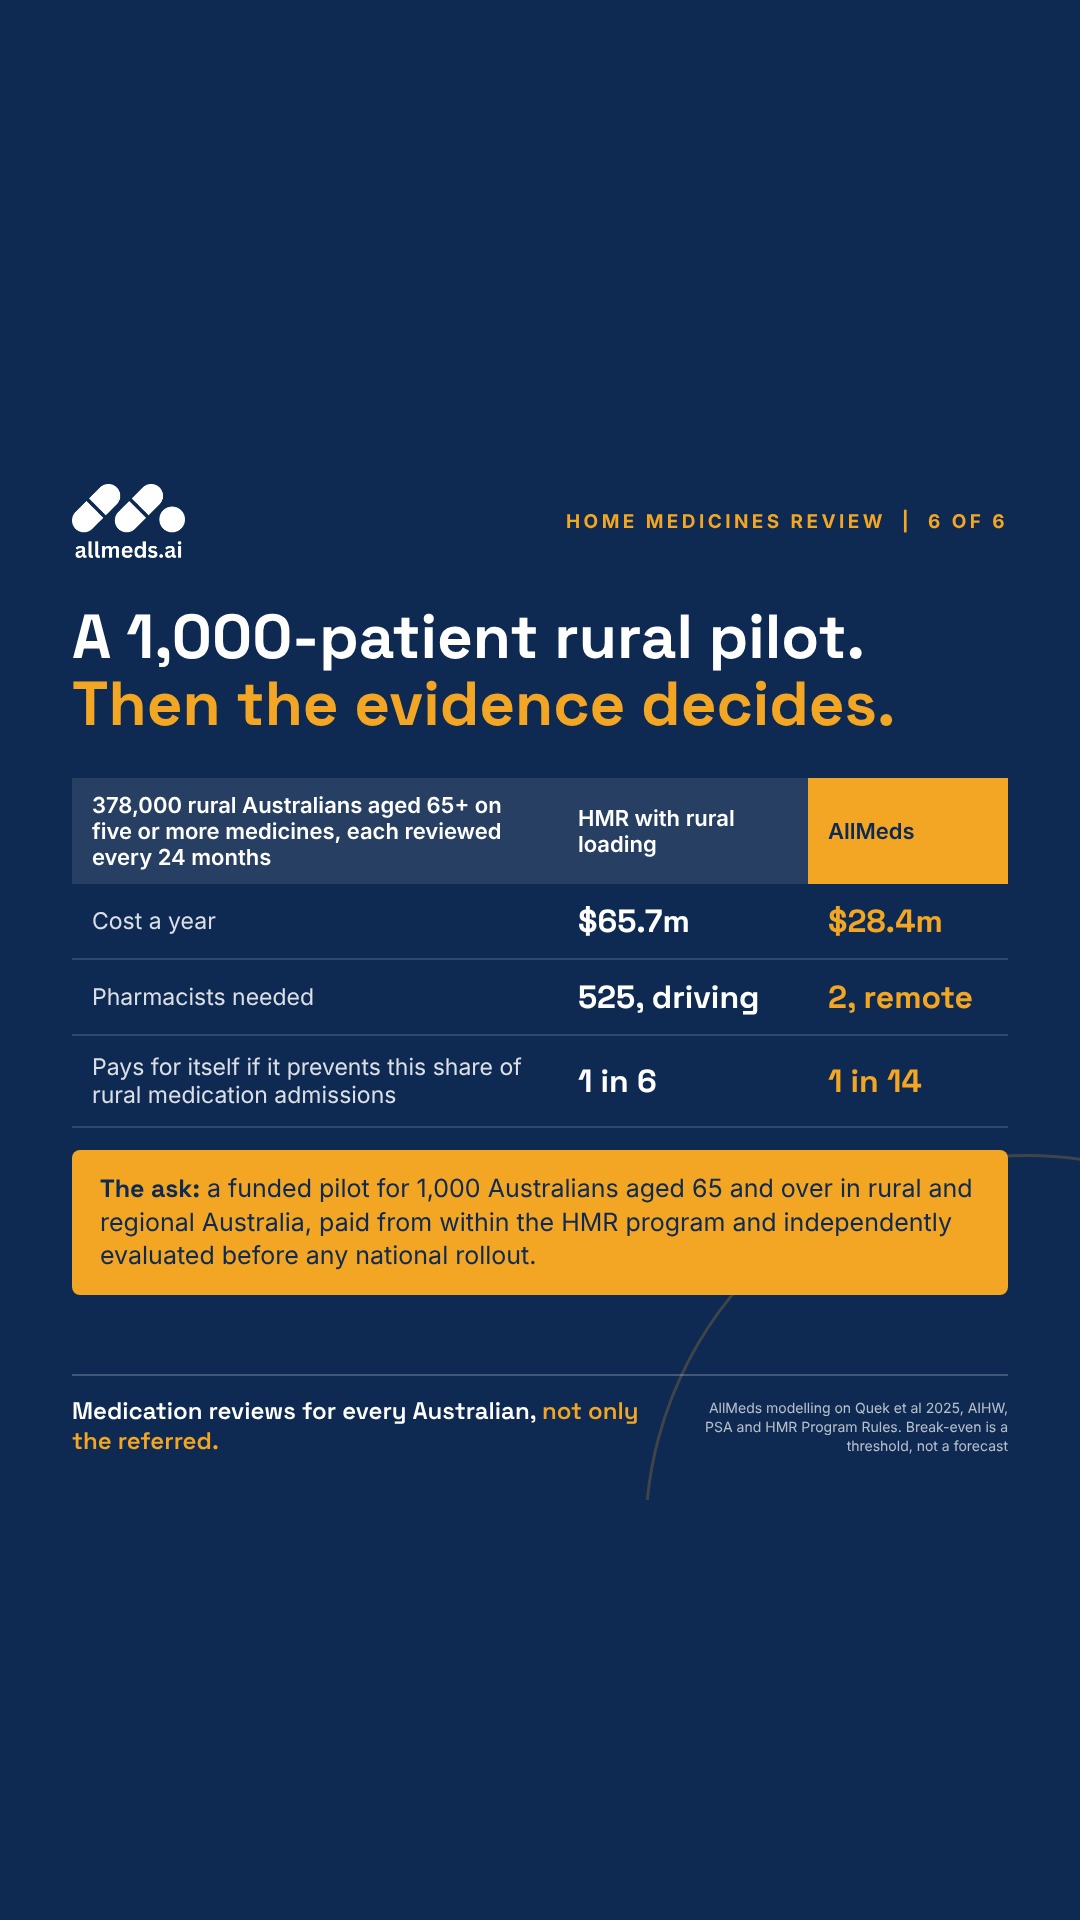 allmeds.ai
HOME MEDICINES REVIEW | 6 OF 6
A 1,000-patient rural pilot.
Then the evidence decides.
378,000 rural Australians aged 65+ on
five or more medicines, each reviewed
every 24 months
HMR with rural
loading
AllMeds
Cost a year
$65.7m
$28.4m
Pharmacists needed
525, driving
2, remote
Pays for itself if it prevents this share of
rural medication admissions
1 in 6
1 in 14
The ask: a funded pilot for 1,000 Australians aged 65 and over in rural and
regional Australia, paid from within the HMR program and independently
evaluated before any national rollout.
Medication reviews for every Australian, not only
the referred.
AllMeds modelling on Quek et al 2025, AIHW,
PSA and HMR Program Rules. Break-even is a
threshold, not a forecast